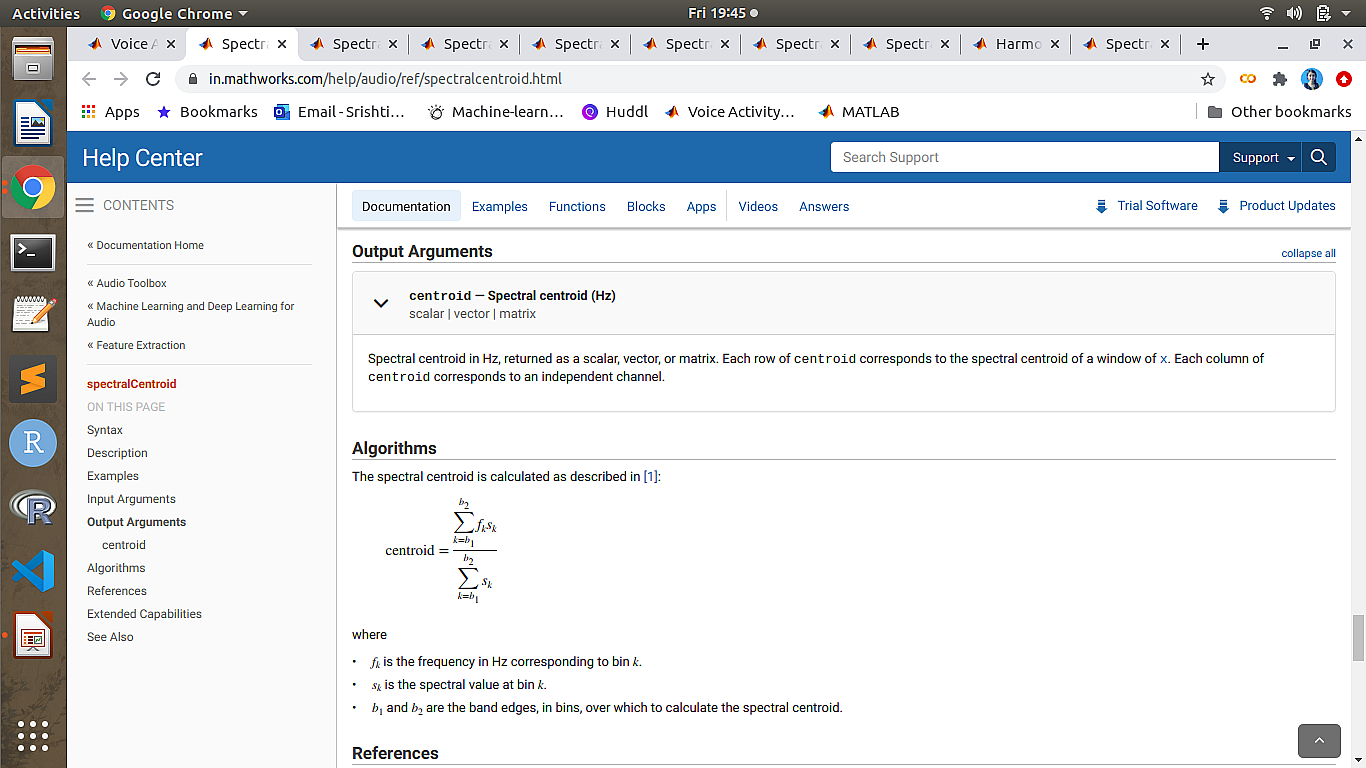 Activities Google Chrome Fri 19:45
Voice A Spectra Spectra Spectra Spectra Spectra Spectra Spectra Harmo Spectra
in.mathworks.com/help/audio/ref/spectralcentroid.html
Apps Bookmarks Email - Srishti... Machine-learn... Huddl Voice Activity... MATLAB Other bookmarks
Help Center Search Support Support
CONTENTS Documentation Examples Functions Blocks Apps Videos Answers Trial Software Product Updates
« Documentation Home
« Audio Toolbox
« Machine Learning and Deep Learning for
Audio
« Feature Extraction
spectralCentroid
ON THIS PAGE
Syntax
Description
Examples
Input Arguments
Output Arguments
centroid
Algorithms
References
Extended Capabilities
See Also
Output Arguments collapse all
centroid — Spectral centroid (Hz)
scalar | vector | matrix
Spectral centroid in Hz, returned as a scalar, vector, or matrix. Each row of centroid corresponds to the spectral centroid of a window of x. Each column of
centroid corresponds to an independent channel.
Algorithms
The spectral centroid is calculated as described in [1]:
b2
∑ fksk
k=b1
centroid =
b2
∑ sk
k=b1
where
• fk is the frequency in Hz corresponding to bin k.
• sk is the spectral value at bin k.
• b1 and b2 are the band edges, in bins, over which to calculate the spectral centroid.
References